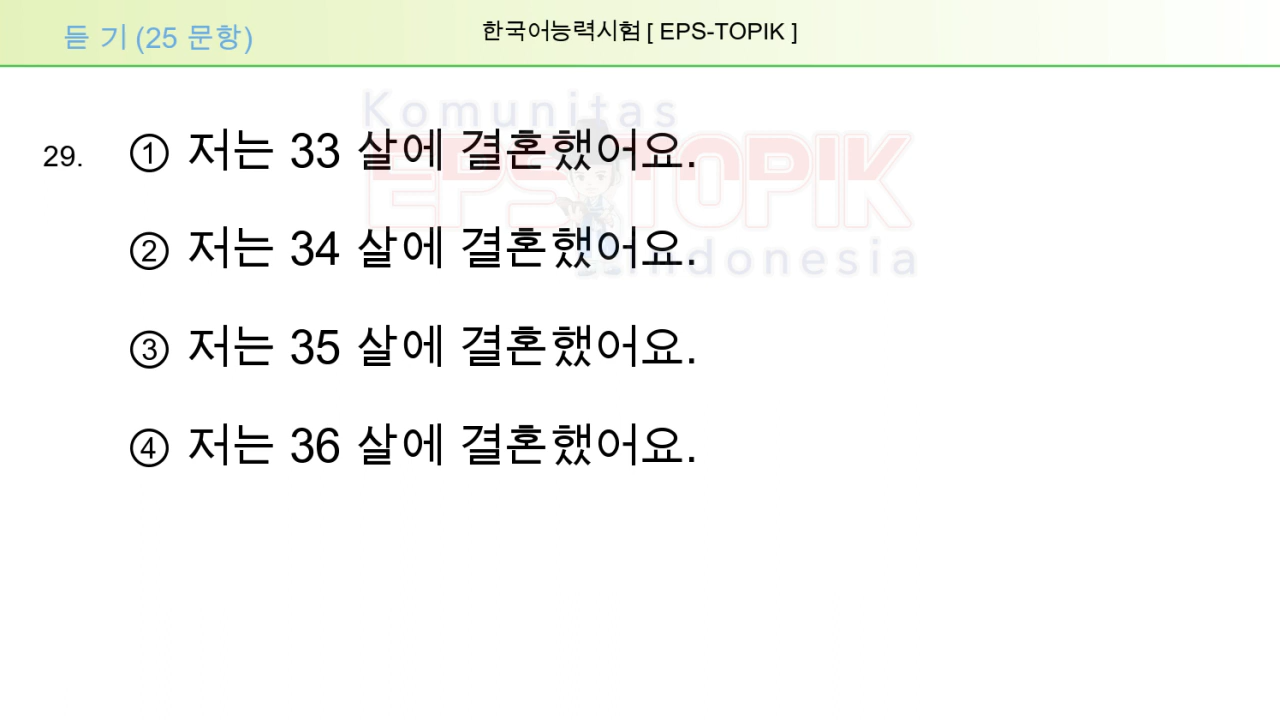 듣 기 (25 문항)
한국어능력시험 [ EPS-TOPIK ]
Komunitas
EPS TOPIK
Indonesia
29. ① 저는 33 살에 결혼했어요.
② 저는 34 살에 결혼했어요.
③ 저는 35 살에 결혼했어요.
④ 저는 36 살에 결혼했어요.